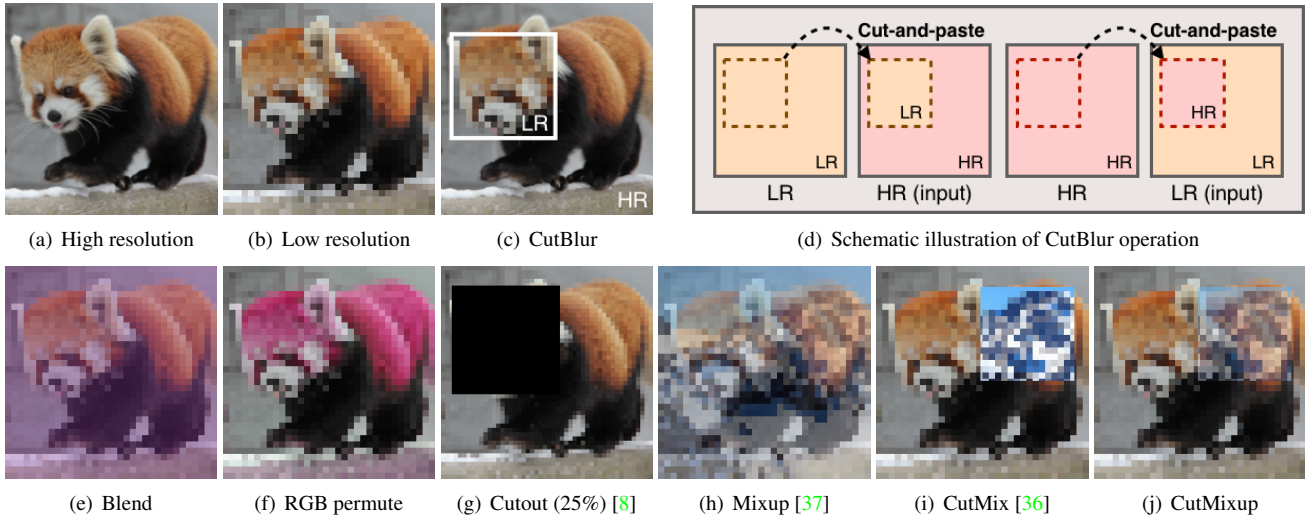 Cut-and-paste Cut-and-paste
LR
HR
LR LR HR HR HR LR
LR HR (input) HR LR (input)
(a) High resolution (b) Low resolution (c) CutBlur (d) Schematic illustration of CutBlur operation
(e) Blend (f) RGB permute (g) Cutout (25%) [8] (h) Mixup [37] (i) CutMix [36] (j) CutMixup